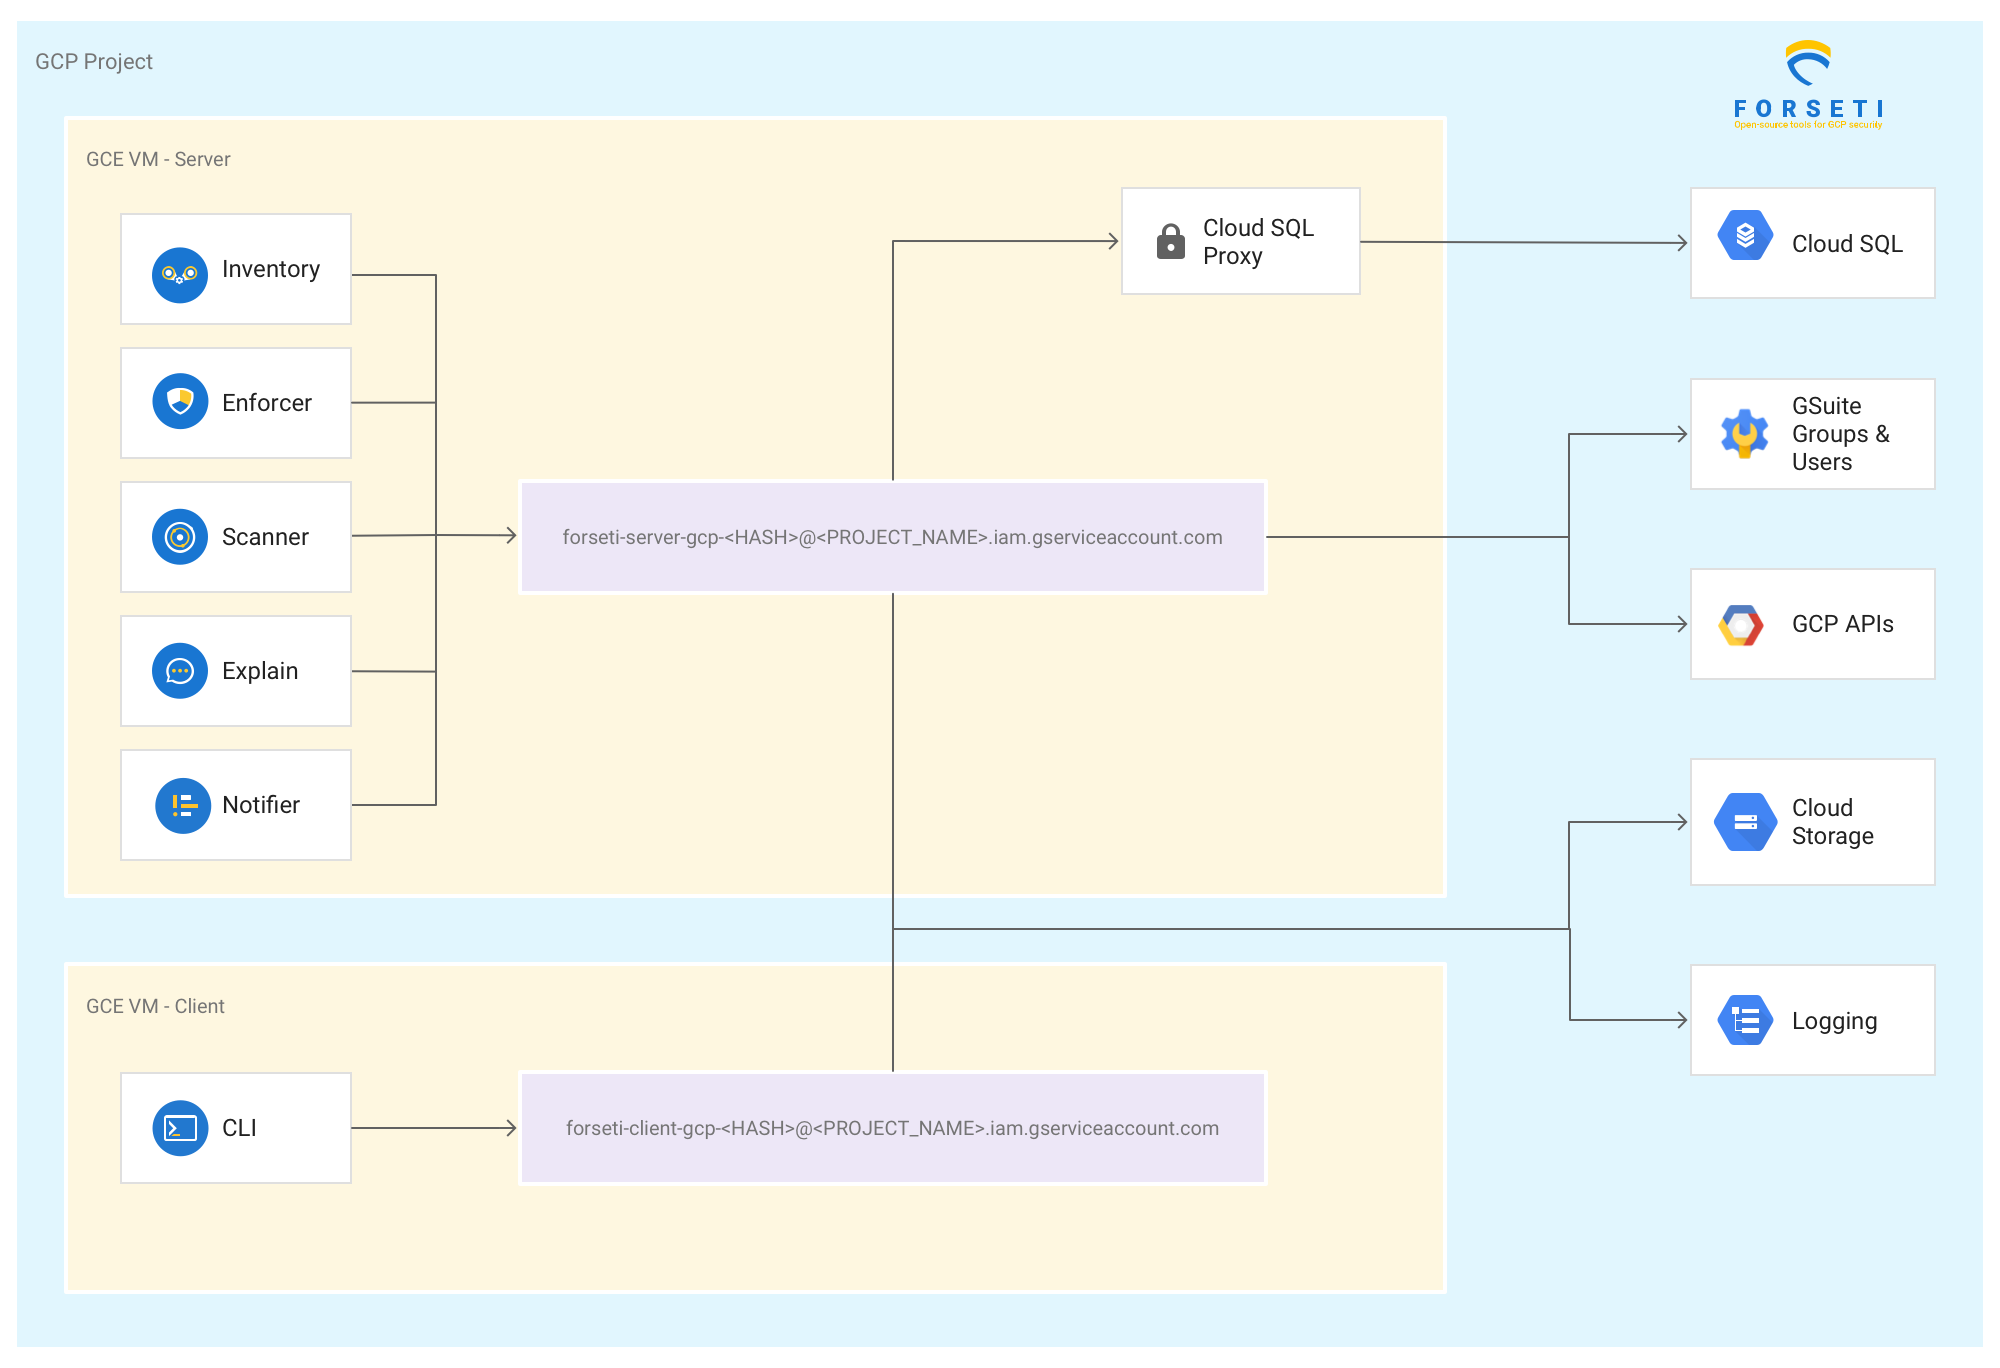 GCP Project
FORSETI
Open-source tools for GCP security
GCE VM - Server
Inventory
Enforcer
Scanner
Explain
Notifier
forseti-server-gcp-<HASH>@<PROJECT_NAME>.iam.gserviceaccount.com
Cloud SQL
Proxy
Cloud SQL
GSuite
Groups &
Users
GCP APIs
Cloud
Storage
Logging
GCE VM - Client
CLI
forseti-client-gcp-<HASH>@<PROJECT_NAME>.iam.gserviceaccount.com